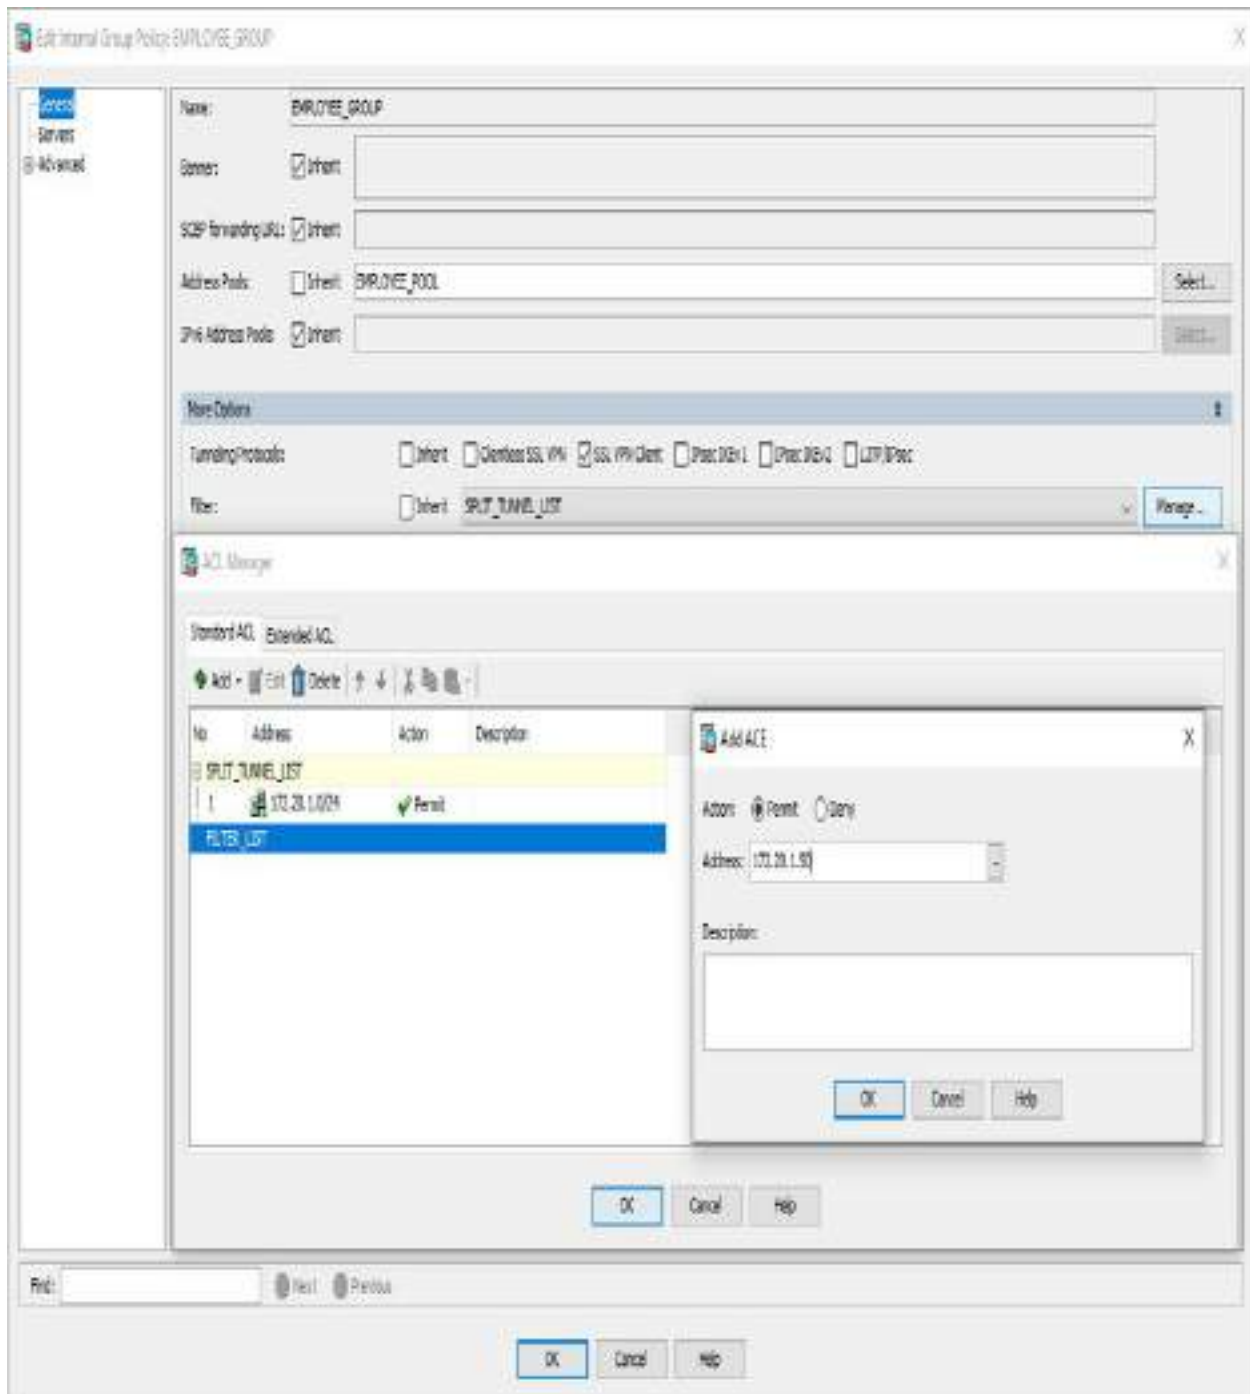 Edit Internal Group Policy: EMPLOYEE_GROUP
General
Servers
Advanced
Name: EMPLOYEE_GROUP
Banner: Inherit
SCEP forwarding URL: Inherit
Address Pools: Inherit EMPLOYEE_POOL Select...
IPv6 Address Pools: Inherit Select...
More Options
Tunneling Protocols: Inherit Clientless SSL VPN SSL VPN Client IPsec IKEv1 IPsec IKEv2 L2TP/IPsec
Filter: Inherit SPLIT_TUNNEL_LIST Manage...
ACL Manager
Standard ACL Extended ACL
Add Edit Delete
No Address Action Description
SPLIT_TUNNEL_LIST
1 Permit
FILTER_LIST
Add ACE
Action: Permit Deny
Address:
Description:
OK Cancel Help
OK Cancel Help
Find: Next Previous
OK Cancel Help